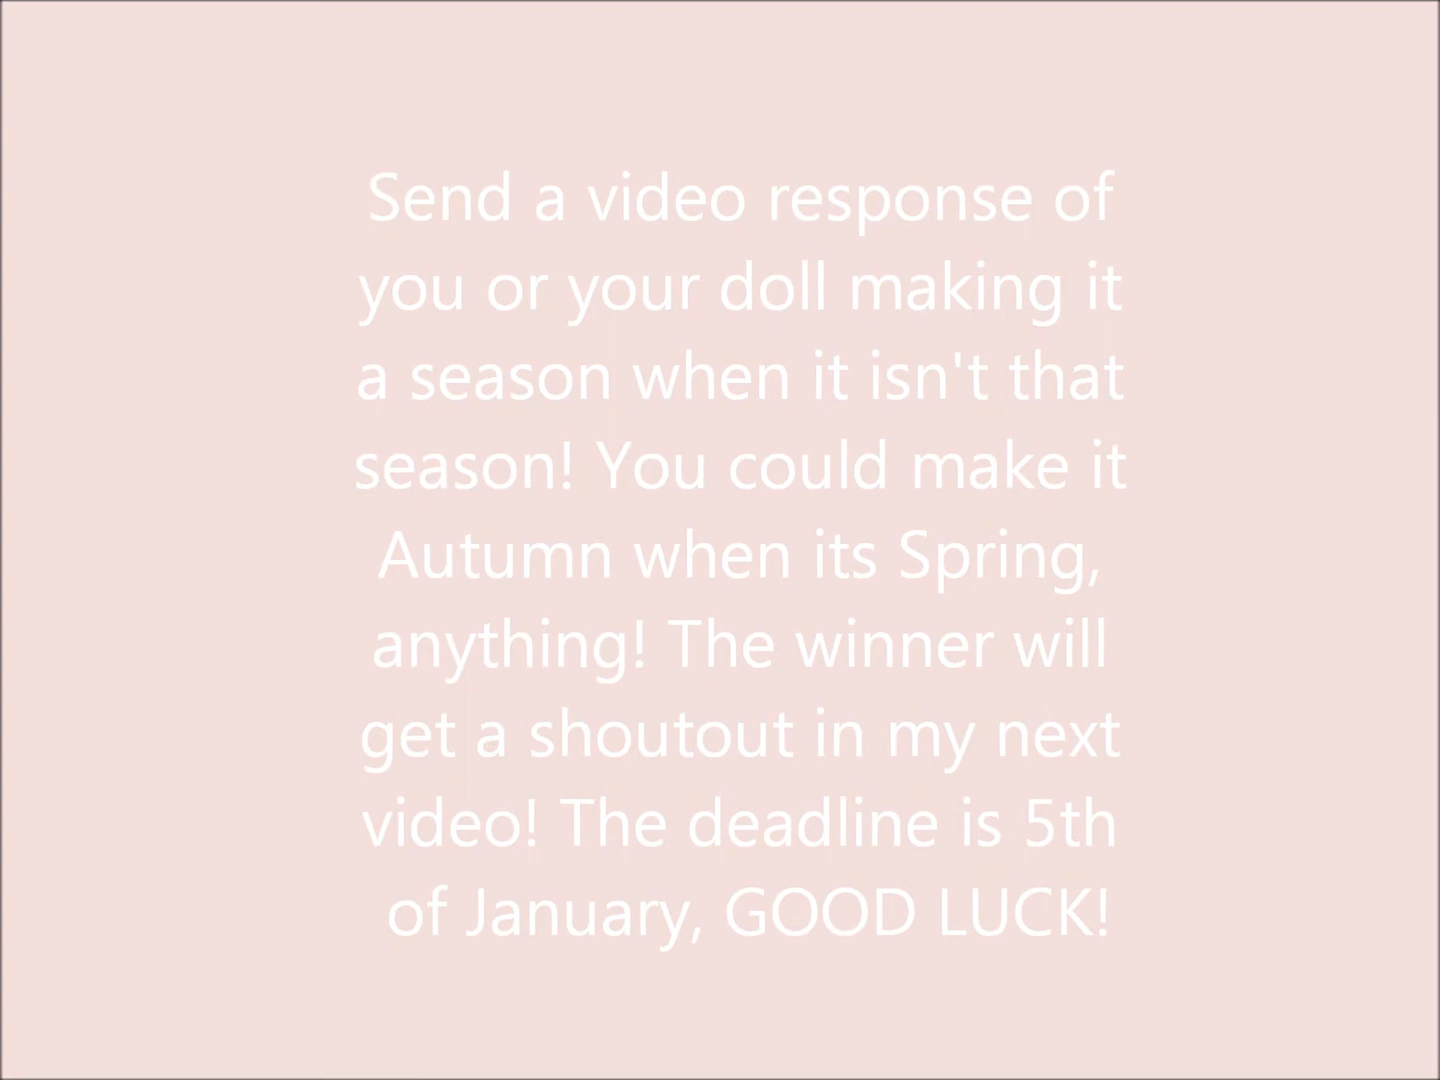 Send a video response of
you or your doll making it
a season when it isn't that
season! You could make it
Autumn when its Spring,
anything! The winner will
get a shoutout in my next
video! The deadline is 5th
of January, GOOD LUCK!